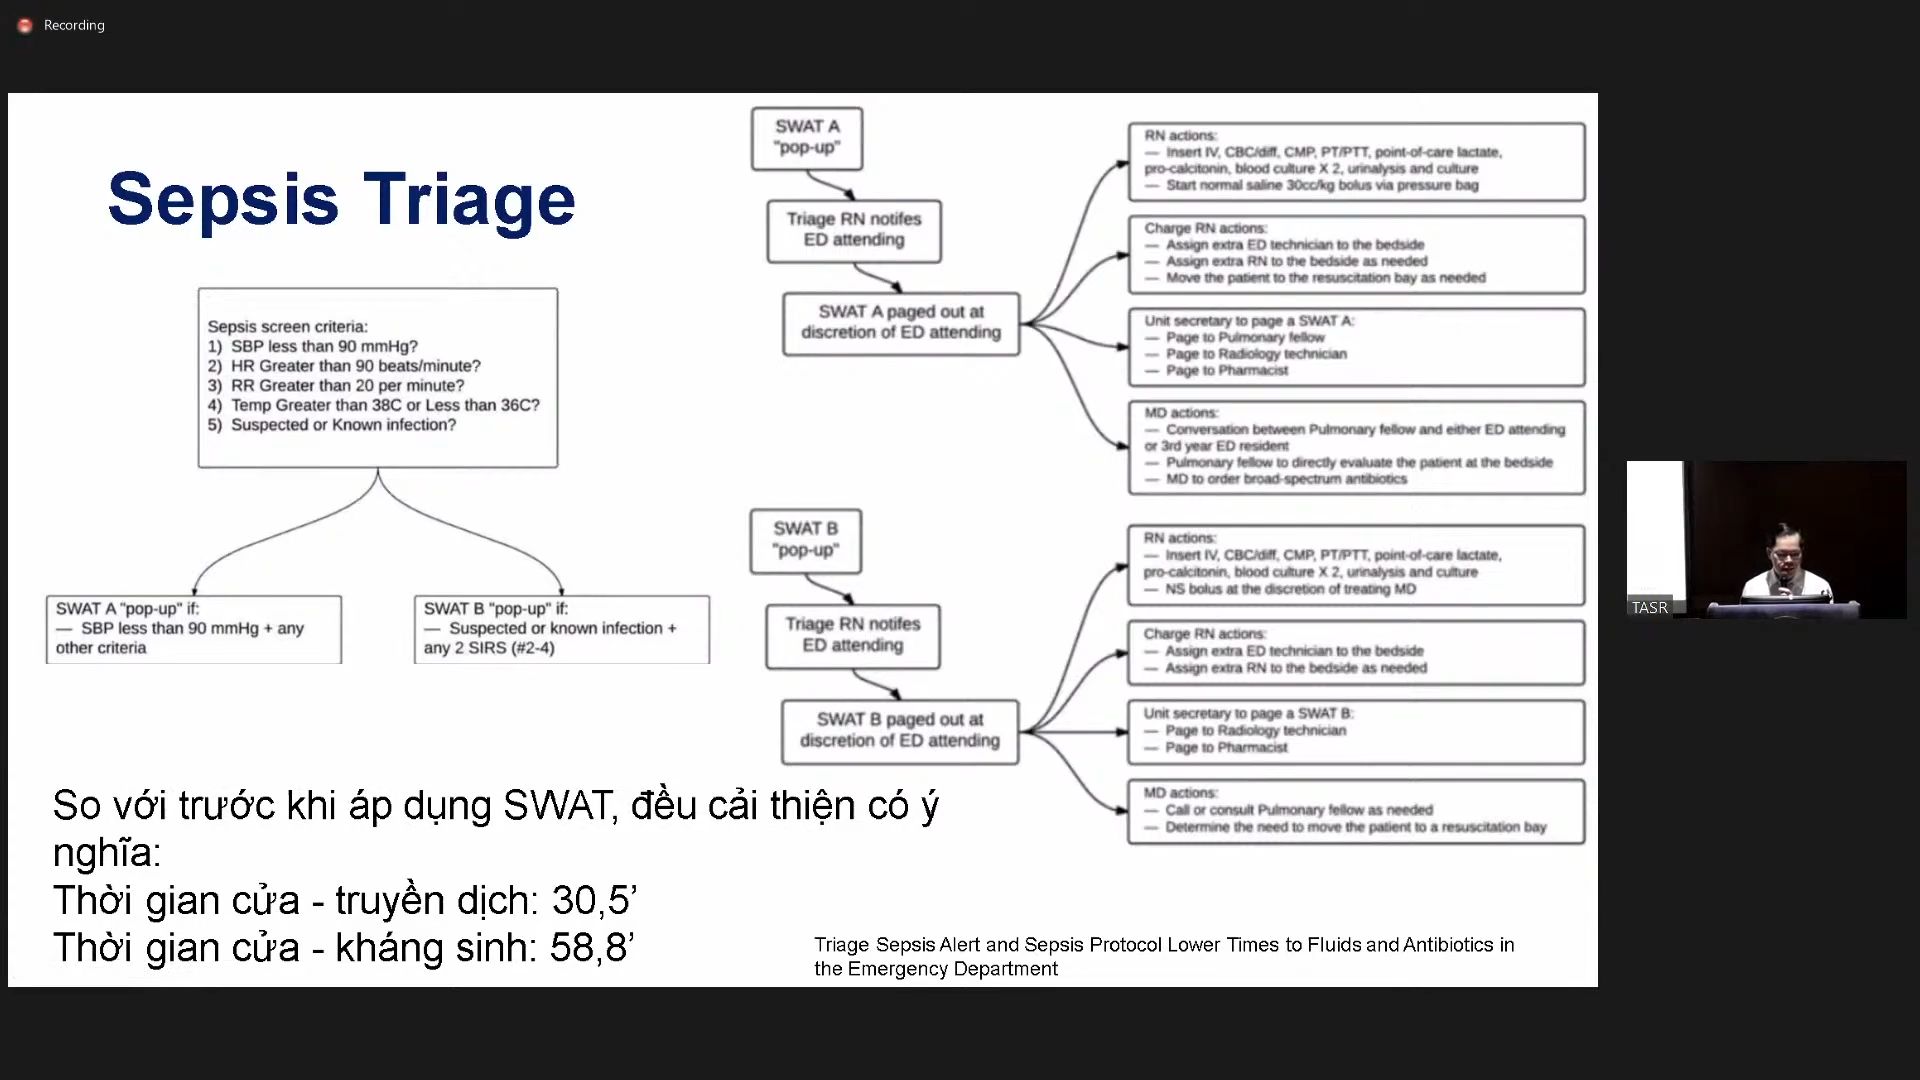 Recording
Sepsis Triage
Sepsis screen criteria:
1) SBP less than 90 mmHg?
2) HR Greater than 90 beats/minute?
3) RR Greater than 20 per minute?
4) Temp Greater than 38C or Less than 36C?
5) Suspected or Known infection?
SWAT A "pop-up" if:
— SBP less than 90 mmHg + any
other criteria
SWAT B "pop-up" if:
— Suspected or known infection +
any 2 SIRS (#2-4)
SWAT A
"pop-up"
Triage RN notifes
ED attending
SWAT A paged out at
discretion of ED attending
RN actions:
— Insert IV, CBC/diff, CMP, PT/PTT, point-of-care lactate,
pro-calcitonin, blood culture X 2, urinalysis and culture
— Start normal saline 30cc/kg bolus via pressure bag
Charge RN actions:
— Assign extra ED technician to the bedside
— Assign extra RN to the bedside as needed
— Move the patient to the resuscitation bay as needed
Unit secretary to page a SWAT A:
— Page to Pulmonary fellow
— Page to Radiology technician
— Page to Pharmacist
MD actions:
— Conversation between Pulmonary fellow and either ED attending
or 3rd year ED resident
— Pulmonary fellow to directly evaluate the patient at the bedside
— MD to order broad-spectrum antibiotics
SWAT B
"pop-up"
Triage RN notifes
ED attending
SWAT B paged out at
discretion of ED attending
RN actions:
— Insert IV, CBC/diff, CMP, PT/PTT, point-of-care lactate,
pro-calcitonin, blood culture X 2, urinalysis and culture
— NS bolus at the discretion of treating MD
Charge RN actions:
— Assign extra ED technician to the bedside
— Assign extra RN to the bedside as needed
Unit secretary to page a SWAT B:
— Page to Radiology technician
— Page to Pharmacist
MD actions:
— Call or consult Pulmonary fellow as needed
— Determine the need to move the patient to a resuscitation bay
So với trước khi áp dụng SWAT, đều cải thiện có ý
nghĩa:
Thời gian cửa - truyền dịch: 30,5’
Thời gian cửa - kháng sinh: 58,8’
Triage Sepsis Alert and Sepsis Protocol Lower Times to Fluids and Antibiotics in
the Emergency Department
TASR